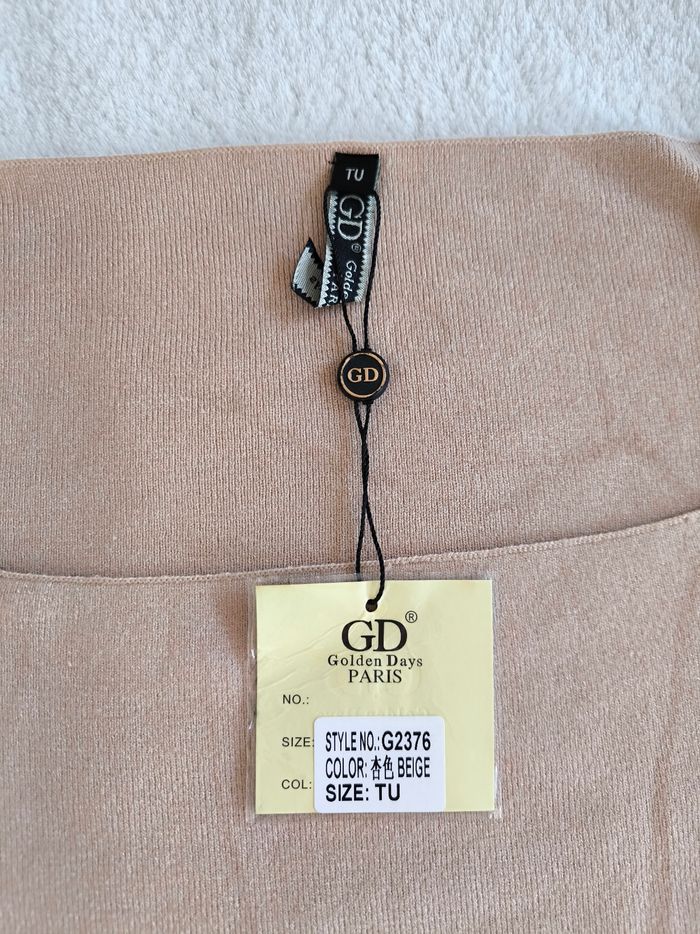 TU
GD®
Golde
GD
GD®
Golden Days
PARIS
NO.:
SIZE:
COL:
STYLE NO.:G2376
COLOR: 杏色 BEIGE
SIZE: TU